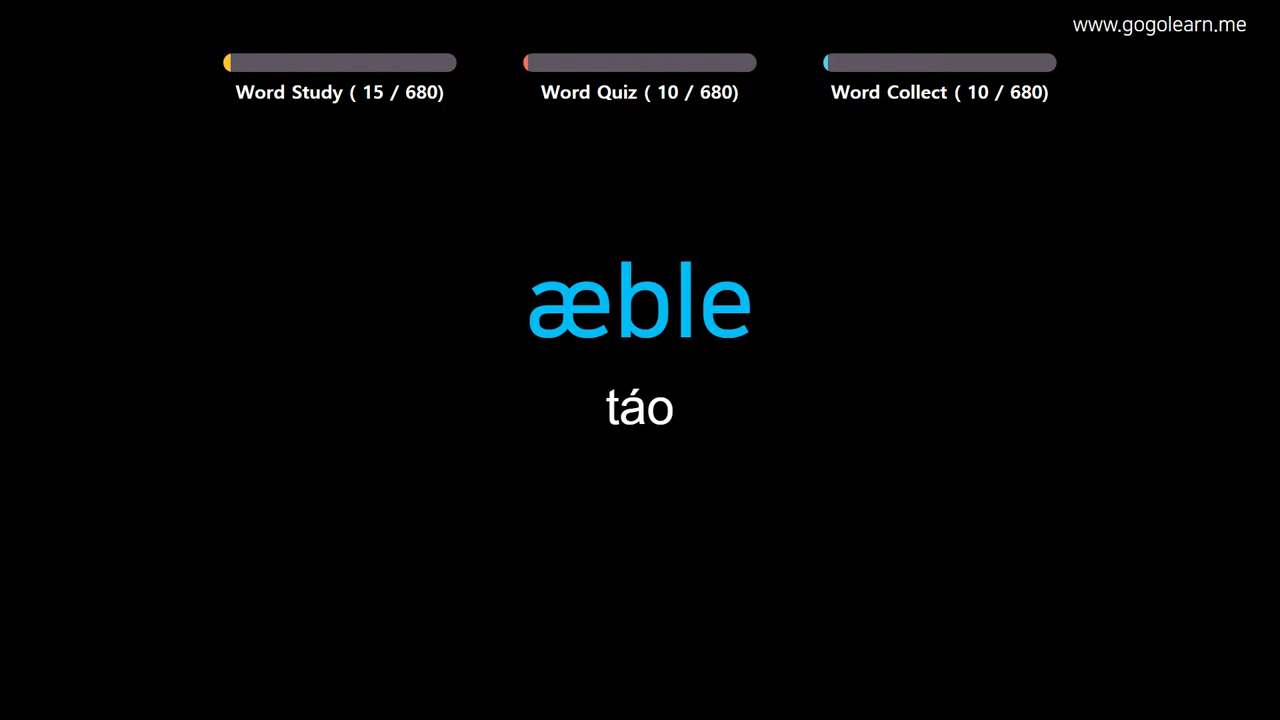 www.gogolearn.me
Word Study ( 15 / 680)
Word Quiz ( 10 / 680)
Word Collect ( 10 / 680)
æble
táo